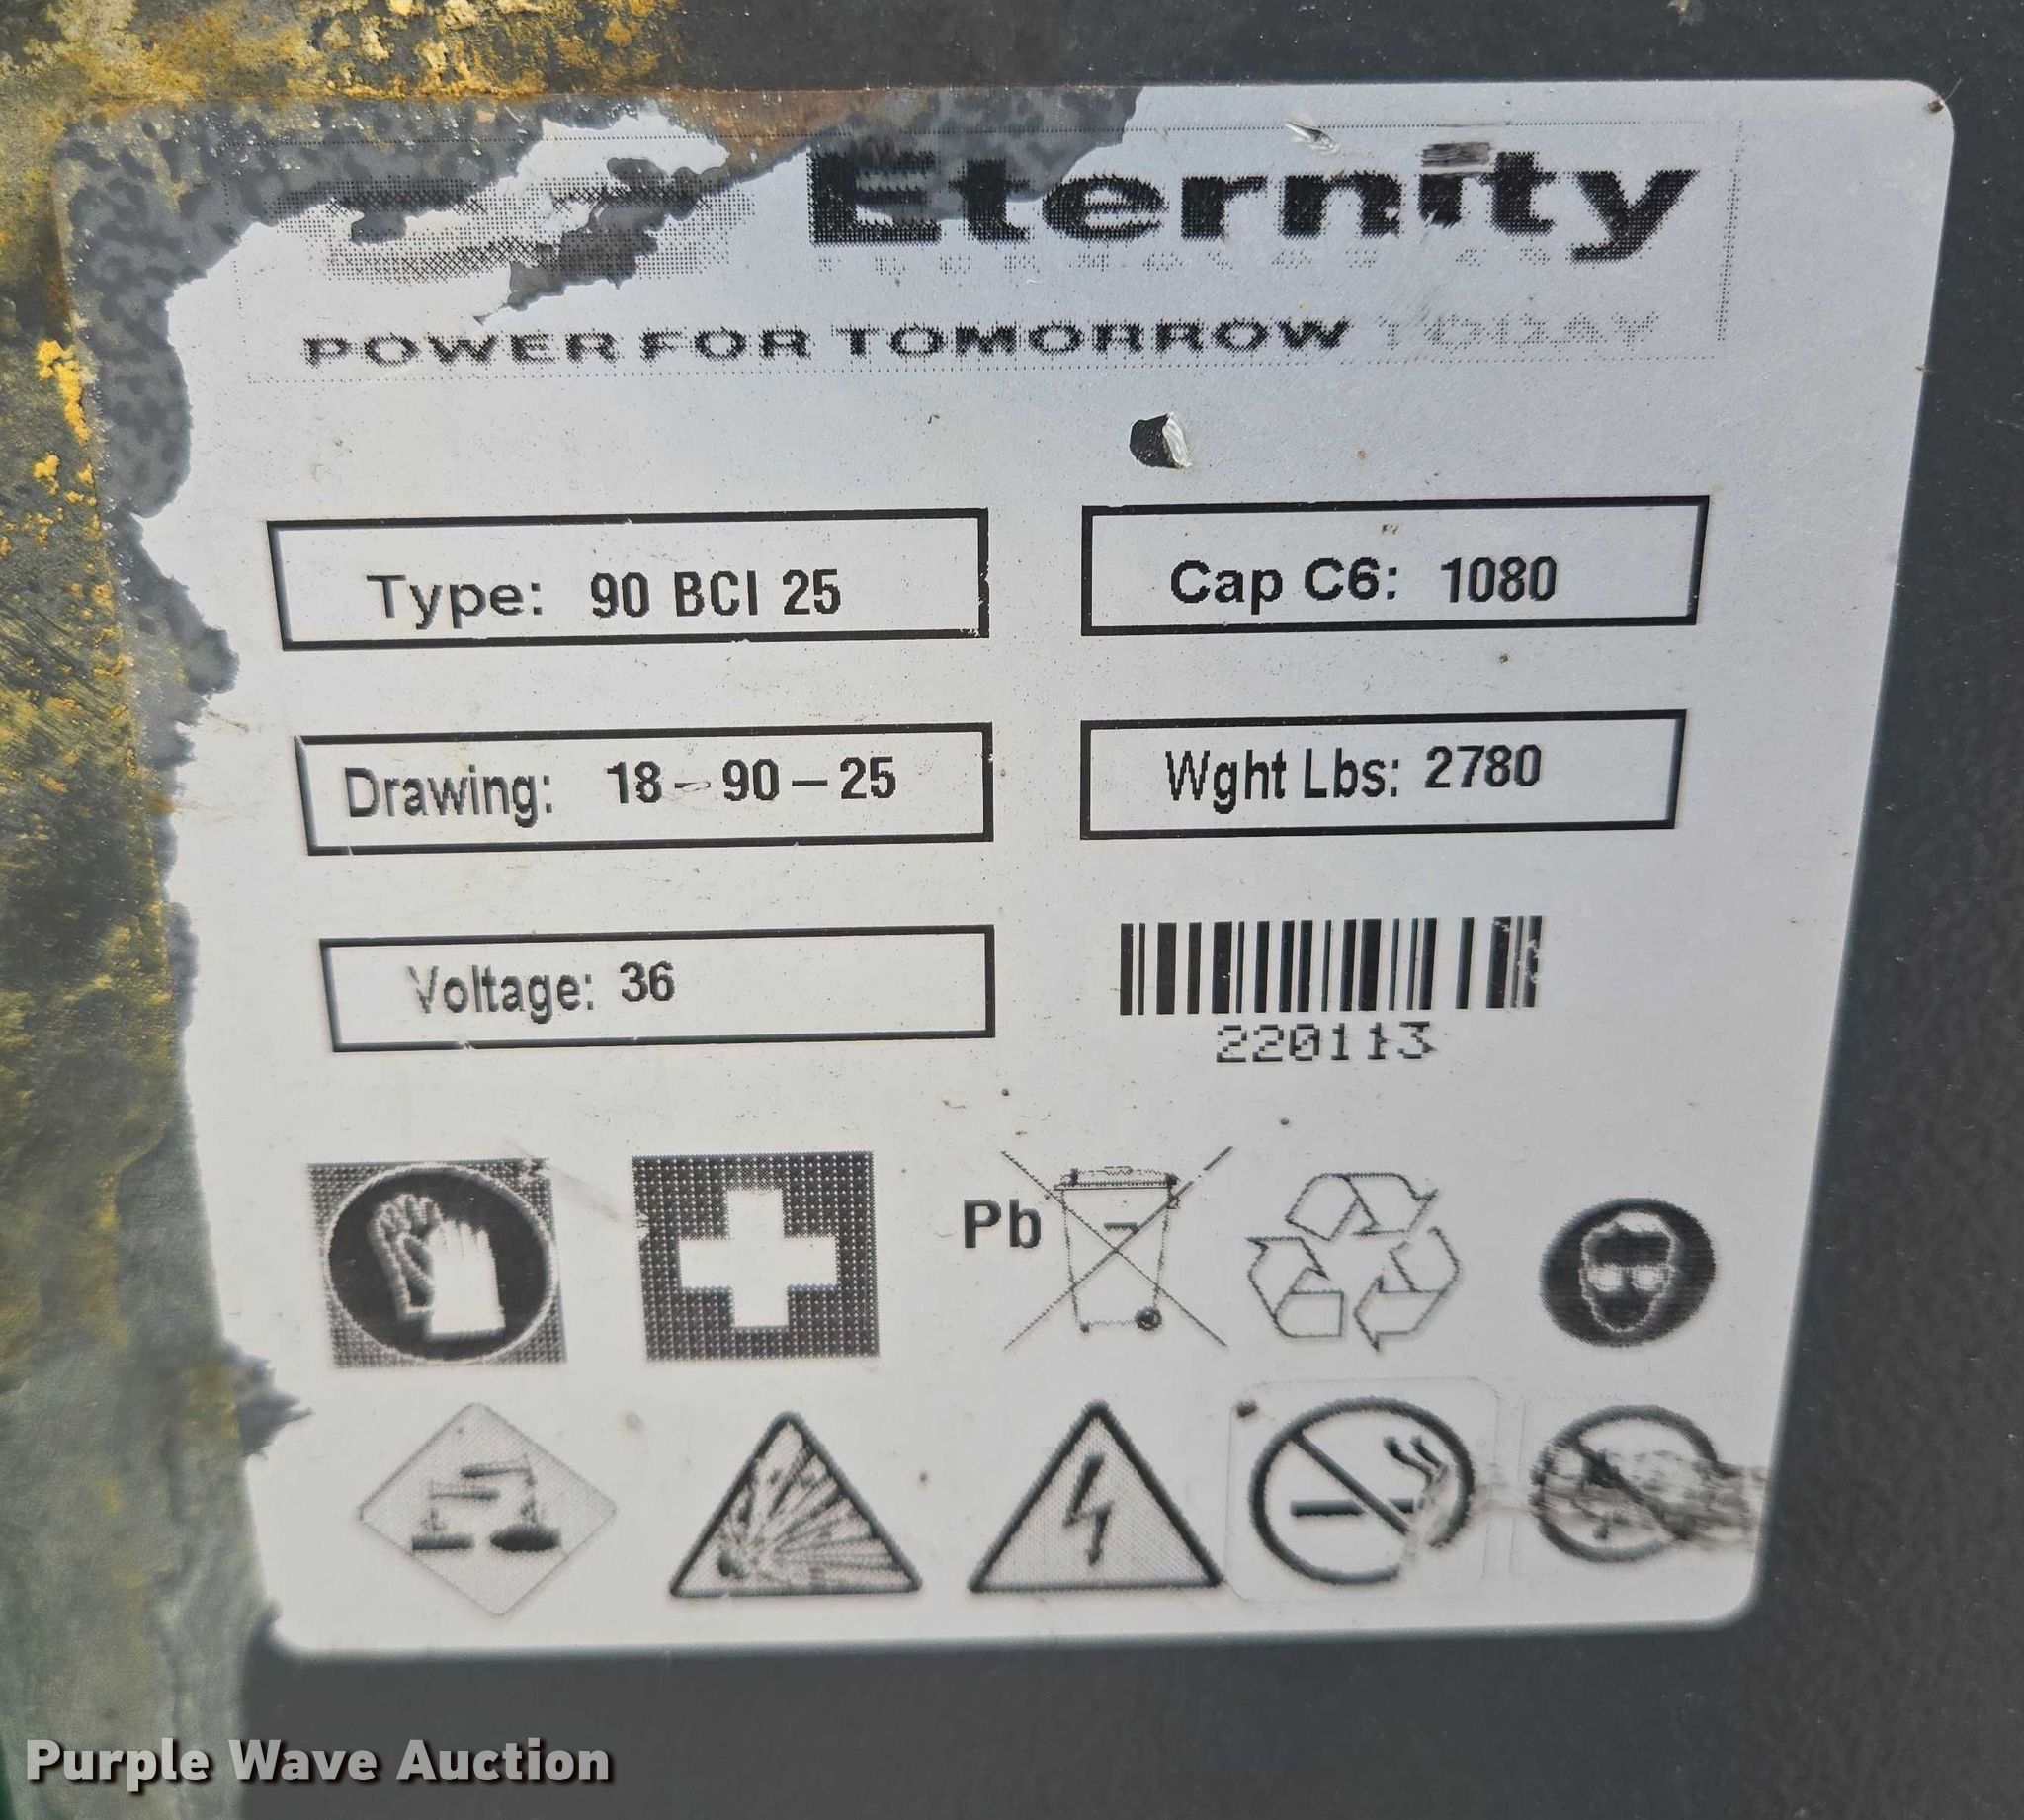 Eternity
POWER FOR TOMORROW TODAY
Type: 90 BCI 25
Cap C6: 1080
Drawing: 18-90-25
Wght Lbs: 2780
Voltage: 36
220113
Pb
Purple Wave Auction